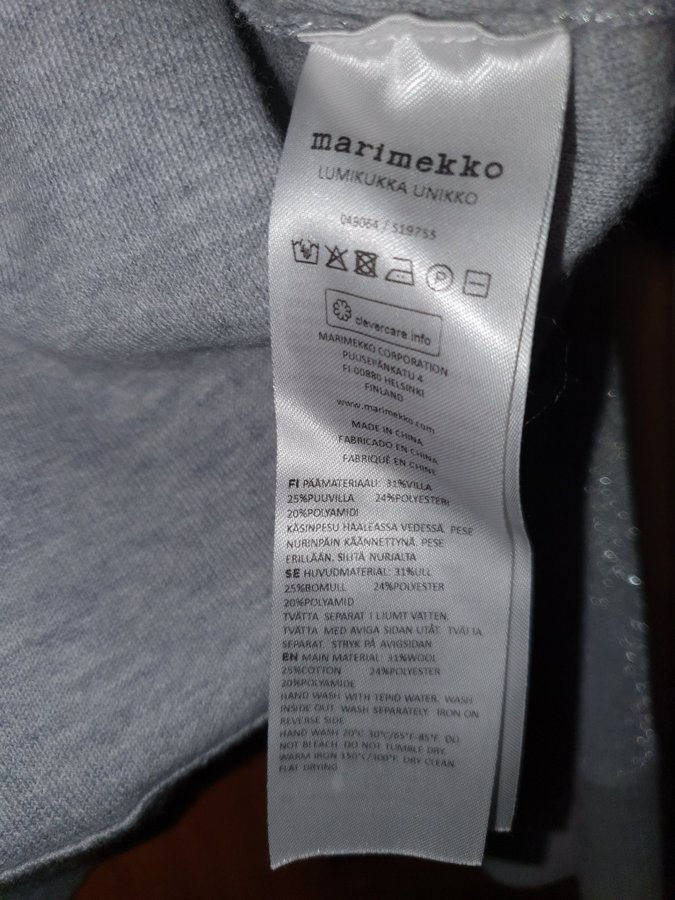 marimekko
LUMIKUKKA UNIKKO
049064 / 519755
P
clevercare.info
MARIMEKKO CORPORATION
PUUSEPÄNKATU 4
FI-00880 HELSINKI
FINLAND
www.marimekko.com
MADE IN CHINA
FABRICADO EN CHINA
FABRIQUÉ EN CHINE
FI PÄÄMATERIAALI: 31%VILLA
25%PUUVILLA 24%POLYESTERI
20%POLYAMIDI
KÄSINPESU HAALEASSA VEDESSÄ. PESE
NURINPÄIN KÄÄNNETTYNÄ. PESE
ERILLÄÄN. SILITÄ NURJALTA
SE HUVUDMATERIAL: 31%ULL
25%BOMULL 24%POLYESTER
20%POLYAMID
TVÄTTA SEPARAT I LJUMT VATTEN.
TVÄTTA MED AVIGA SIDAN UTÅT. TVÄTTA
SEPARAT. STRYK PÅ AVIGSIDAN
EN MAIN MATERIAL: 31%WOOL
25%COTTON 24%POLYESTER
20%POLYAMIDE
HAND WASH WITH TEPID WATER. WASH
INSIDE OUT. WASH SEPARATELY. IRON ON
REVERSE SIDE
HAND WASH 20°C-30°C/65°F-85°F. DO
NOT BLEACH. DO NOT TUMBLE DRY.
WARM IRON 150°C/300°F. DRY CLEAN.
FLAT DRYING